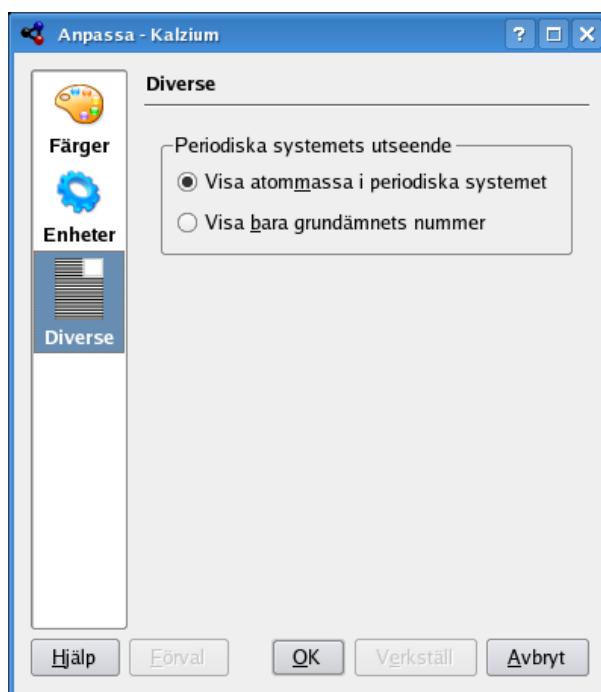 Anpassa - Kalzium
Färger
Enheter
Diverse
Diverse
Periodiska systemets utseende
Visa atommassa i periodiska systemet
Visa bara grundämnets nummer
Hjälp
Förval
OK
Verkställ
Avbryt